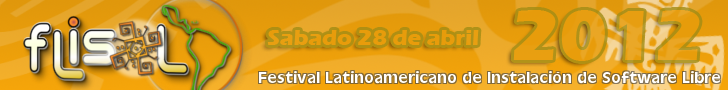 flisol
Sabado 28 de abril
2012
Festival Latinoamericano de Instalación de Software Libre